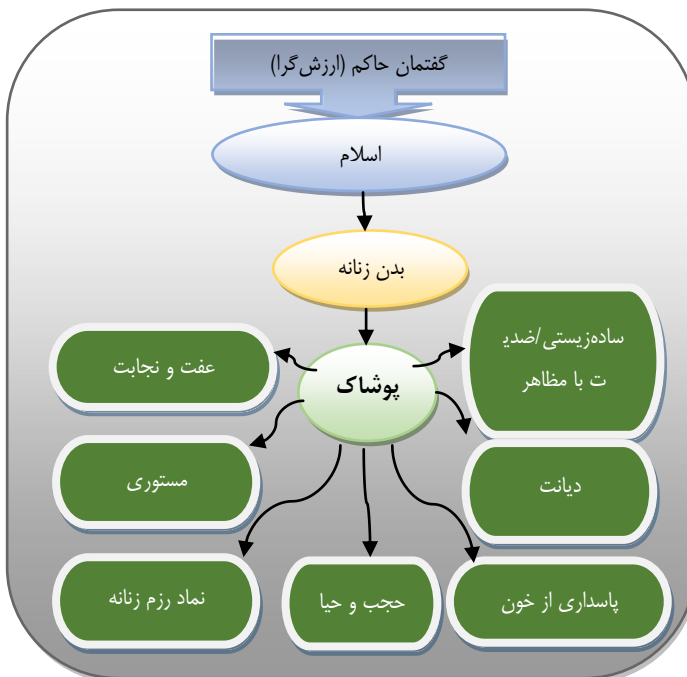 گفتمان حاکم (ارزش‌گرا)
اسلام
بدن زنانه
ساده‌زیستی/ضدی
ت با مظاهر
عفت و نجابت
پوشاک
دیانت
مستوری
پاسداری از خون
حجب و حیا
نماد رزم زنانه